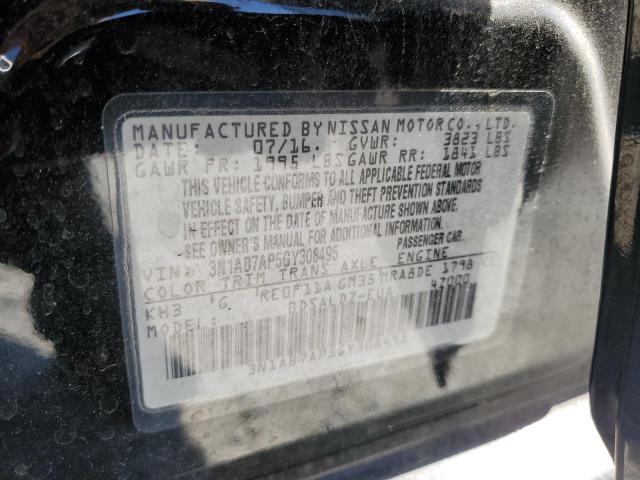 MANUFACTURED BY NISSAN MOTOR CO., LTD.
DATE: 07/16. GVWR: 3823 LBS
GAWR FR: 1995 LBS GAWR RR: 1841 LBS
THIS VEHICLE CONFORMS TO ALL APPLICABLE FEDERAL MOTOR
VEHICLE SAFETY, BUMPER AND THEFT PREVENTION STANDARDS
IN EFFECT ON THE DATE OF MANUFACTURE SHOWN ABOVE.
SEE OWNER'S MANUAL FOR ADDITIONAL INFORMATION.
VIN: 3N1AB7AP5GY308495 PASSENGER CAR.
COLOR TRIM TRANS AXLE ENGINE
KH3 'G RE0F11A GM35 MRA8DE 1798 CC
MODEL: BDSALDZ-EUA 47000
3N1AB7AP5GY308495